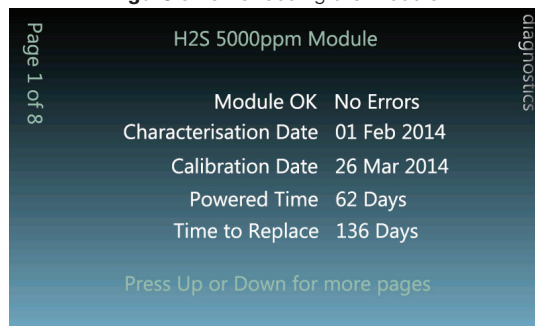 Page 1 of 8
H2S 5000ppm Module
diagnostics
Module OK No Errors
Characterisation Date 01 Feb 2014
Calibration Date 26 Mar 2014
Powered Time 62 Days
Time to Replace 136 Days
Press Up or Down for more pages